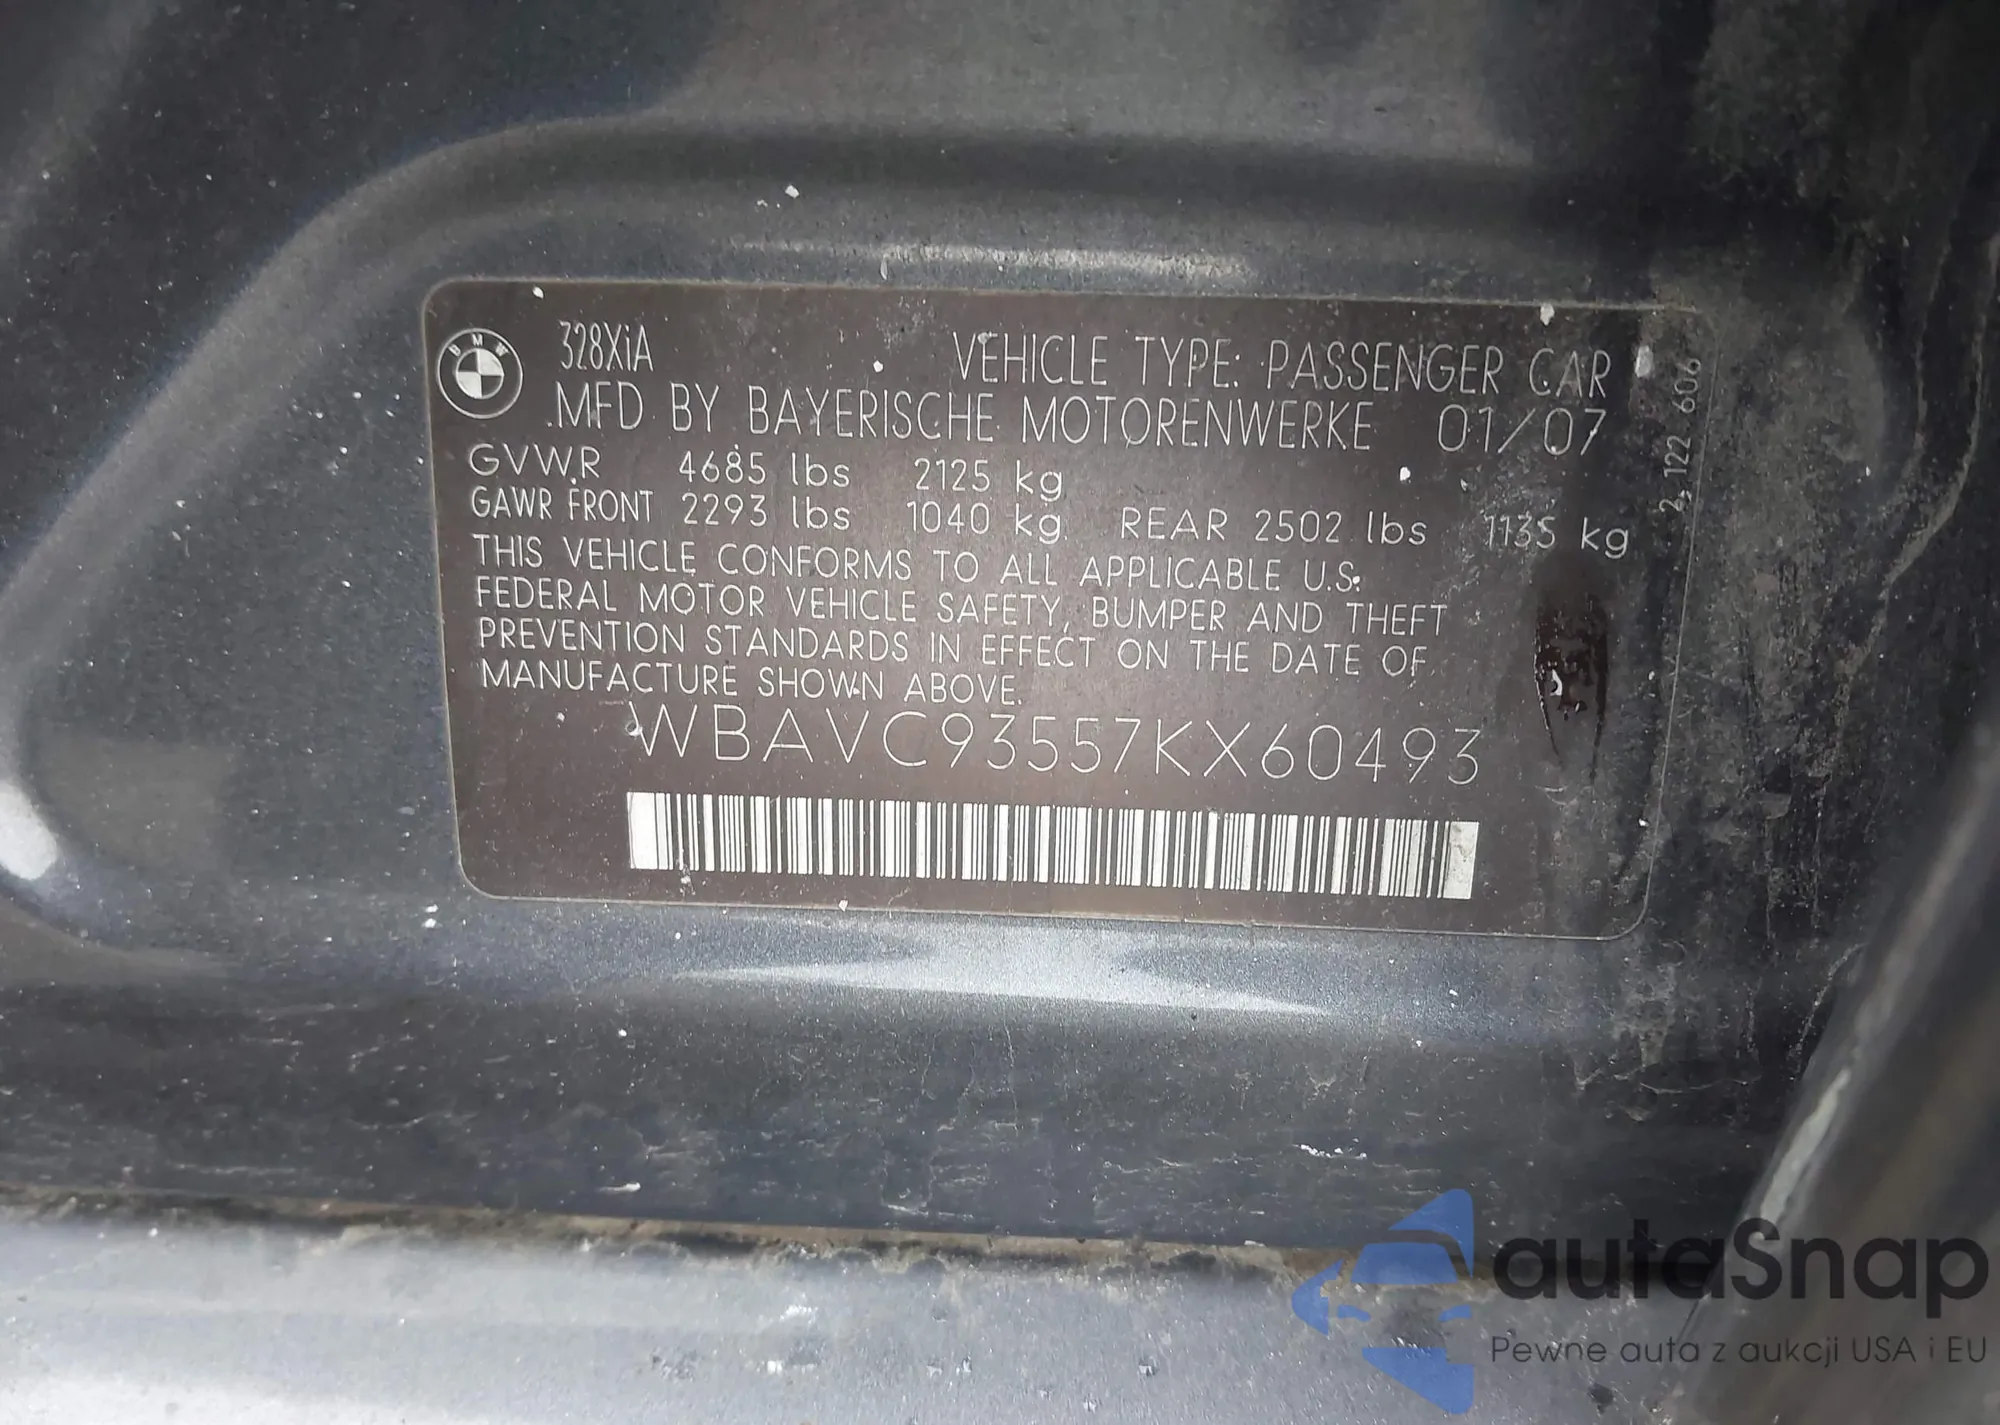 BMW
328XiA
VEHICLE TYPE: PASSENGER CAR
MFD BY BAYERISCHE MOTORENWERKE 01/07
GVWR 4685 lbs 2125 kg
GAWR FRONT 2293 lbs 1040 kg REAR 2502 lbs 1135 kg
THIS VEHICLE CONFORMS TO ALL APPLICABLE U.S.
FEDERAL MOTOR VEHICLE SAFETY, BUMPER AND THEFT
PREVENTION STANDARDS IN EFFECT ON THE DATE OF
MANUFACTURE SHOWN ABOVE.
WBAVC93557KX60493
2 122 606
autaSnap
Pewne auta z aukcji USA i EU